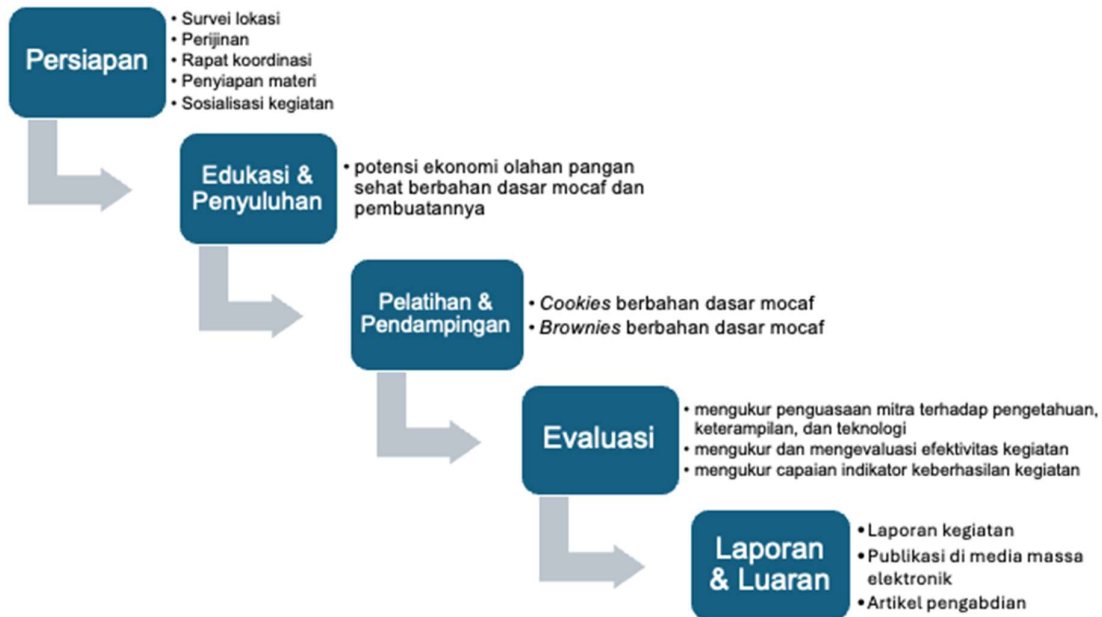 Persiapan
• Survei lokasi
• Perijinan
• Rapat koordinasi
• Penyiapan materi
• Sosialisasi kegiatan
Edukasi &
Penyuluhan
• potensi ekonomi olahan pangan
sehat berbahan dasar mocaf dan
pembuatannya
Pelatihan &
Pendampingan
• Cookies berbahan dasar mocaf
• Brownies berbahan dasar mocaf
Evaluasi
• mengukur penguasaan mitra terhadap pengetahuan,
keterampilan, dan teknologi
• mengukur dan mengevaluasi efektivitas kegiatan
• mengukur capaian indikator keberhasilan kegiatan
Laporan
& Luaran
• Laporan kegiatan
• Publikasi di media massa
elektronik
• Artikel pengabdian